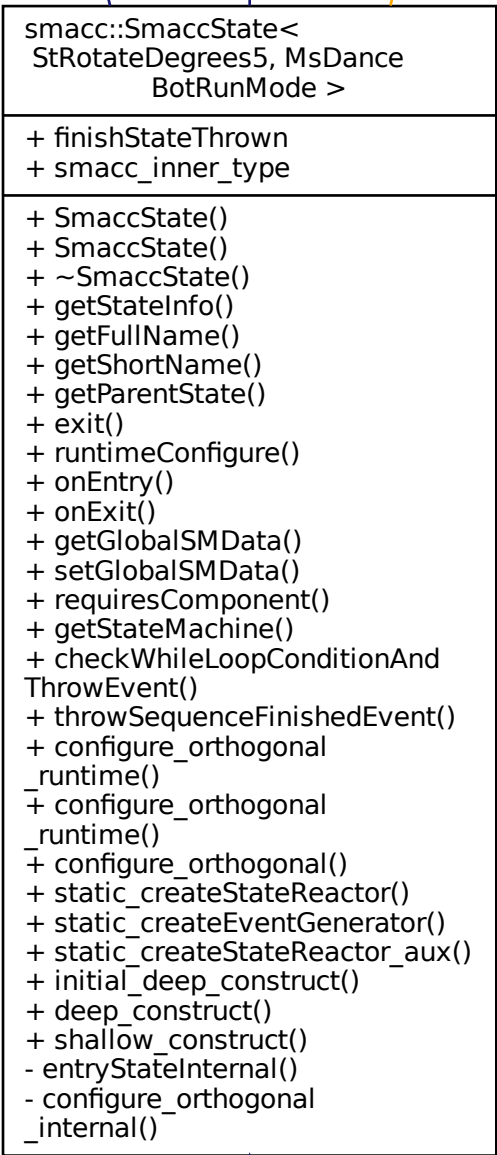 smacc::SmaccState<
StRotateDegrees5, MsDance
BotRunMode >
+ finishStateThrown
+ smacc_inner_type
+ SmaccState()
+ SmaccState()
+ ~SmaccState()
+ getStateInfo()
+ getFullName()
+ getShortName()
+ getParentState()
+ exit()
+ runtimeConfigure()
+ onEntry()
+ onExit()
+ getGlobalSMData()
+ setGlobalSMData()
+ requiresComponent()
+ getStateMachine()
+ checkWhileLoopConditionAnd
ThrowEvent()
+ throwSequenceFinishedEvent()
+ configure_orthogonal
_runtime()
+ configure_orthogonal
_runtime()
+ configure_orthogonal()
+ static_createStateReactor()
+ static_createEventGenerator()
+ static_createStateReactor_aux()
+ initial_deep_construct()
+ deep_construct()
+ shallow_construct()
- entryStateInternal()
- configure_orthogonal
_internal()